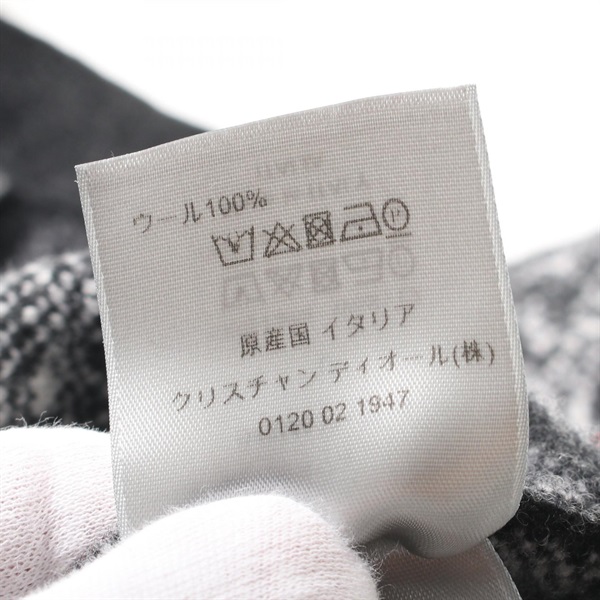 ウール100%
原産国 イタリア
クリスチャン ディオール(株)
0120 02 1947